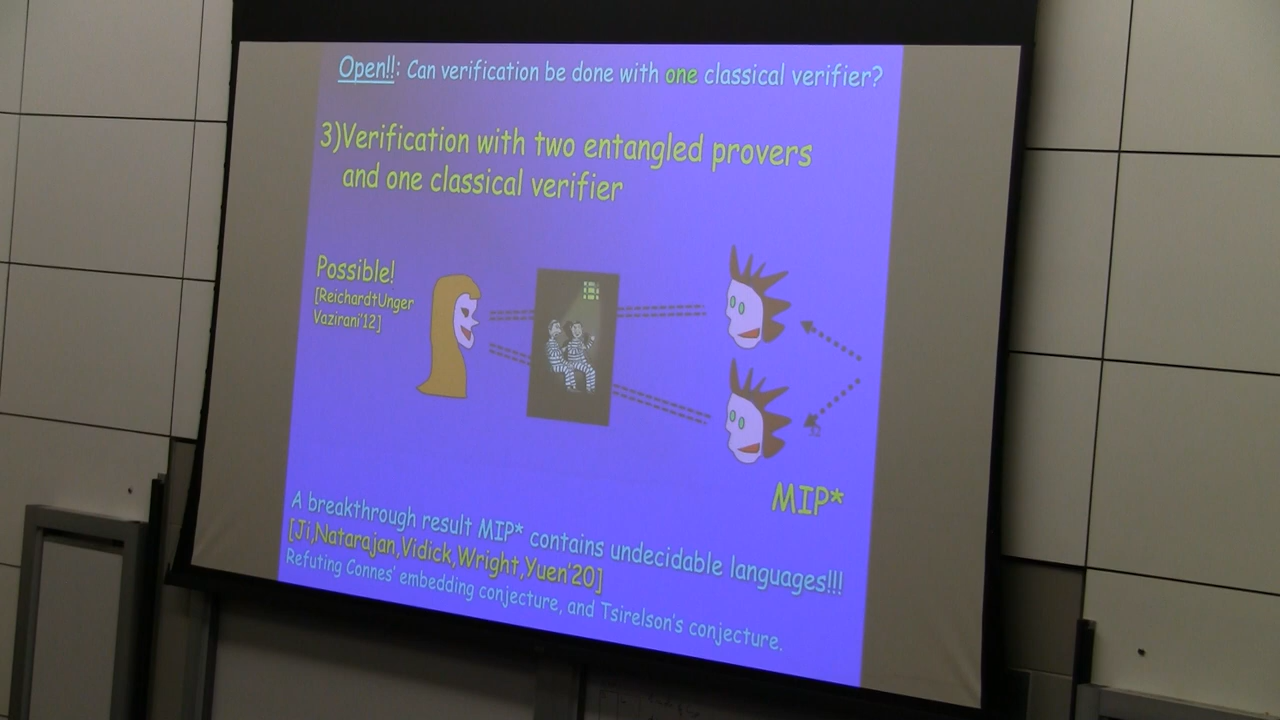 Open!!: Can verification be done with one classical verifier?
3)Verification with two entangled provers
and one classical verifier
Possible!
[ReichardtUnger
Vazirani'12]
MIP*
A breakthrough result MIP* contains undecidable languages!!!
[Ji,Natarajan,Vidick,Wright,Yuen'20]
Refuting Connes' embedding conjecture, and Tsirelson's conjecture.